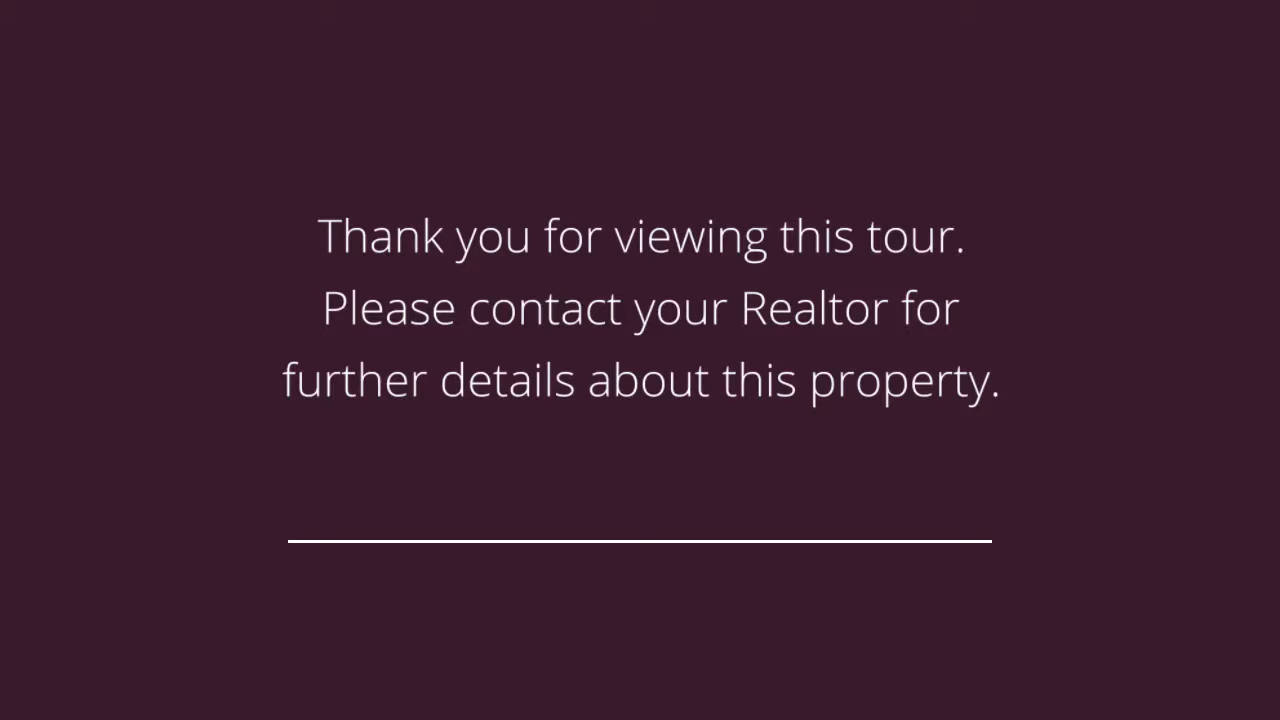 Thank you for viewing this tour.
Please contact your Realtor for
further details about this property.